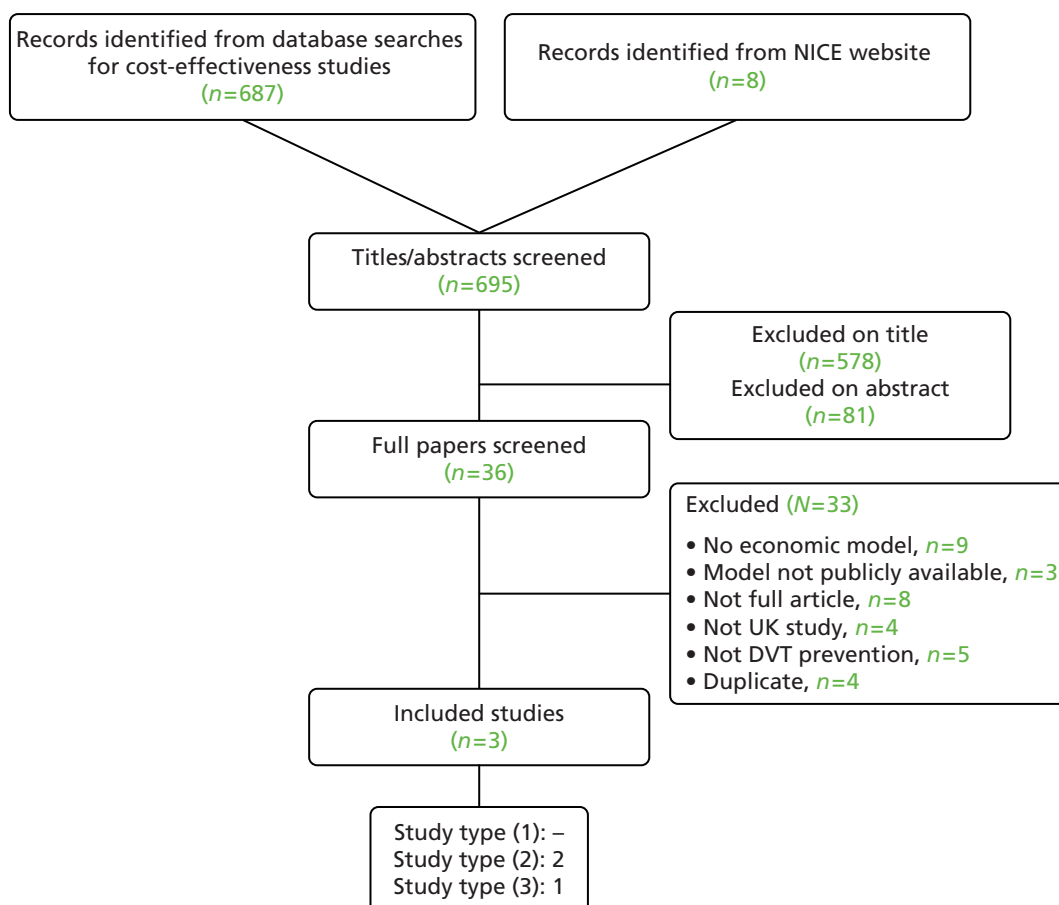 Records identified from database searches
for cost-effectiveness studies
(n=687)
Records identified from NICE website
(n=8)
Titles/abstracts screened
(n=695)
Excluded on title
(n=578)
Excluded on abstract
(n=81)
Full papers screened
(n=36)
Excluded (N=33)
• No economic model, n=9
• Model not publicly available, n=3
• Not full article, n=8
• Not UK study, n=4
• Not DVT prevention, n=5
• Duplicate, n=4
Included studies
(n=3)
Study type (1): –
Study type (2): 2
Study type (3): 1